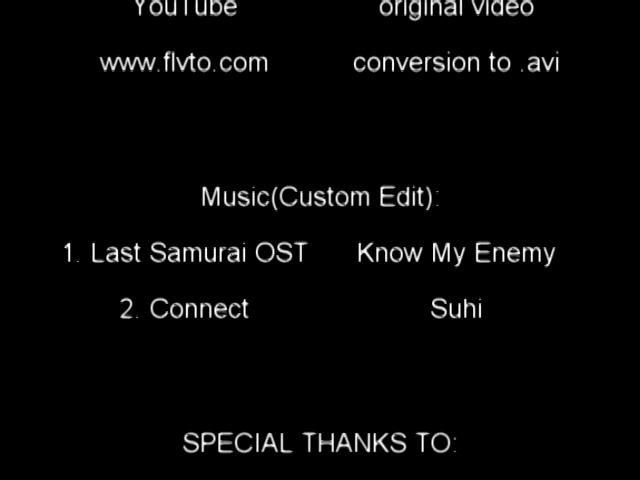 YouTube original video
www.flvto.com conversion to .avi
Music(Custom Edit):
1. Last Samurai OST Know My Enemy
2. Connect Suhi
SPECIAL THANKS TO: